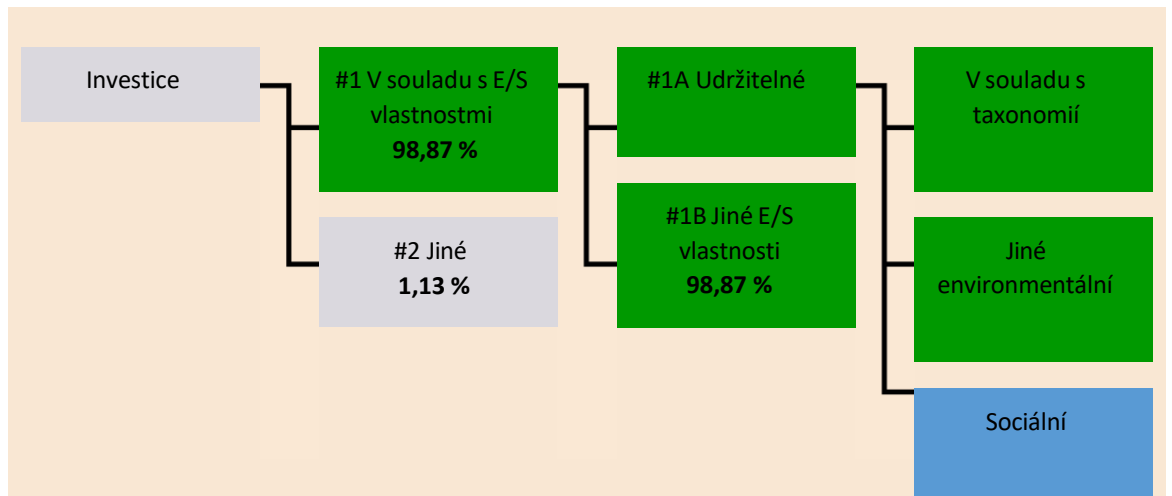 Investice
#1 V souladu s E/S
vlastnostmi
98,87 %
#2 Jiné
1,13 %
#1A Udržitelné
#1B Jiné E/S
vlastnosti
98,87 %
V souladu s
taxonomií
Jiné
environmentální
Sociální